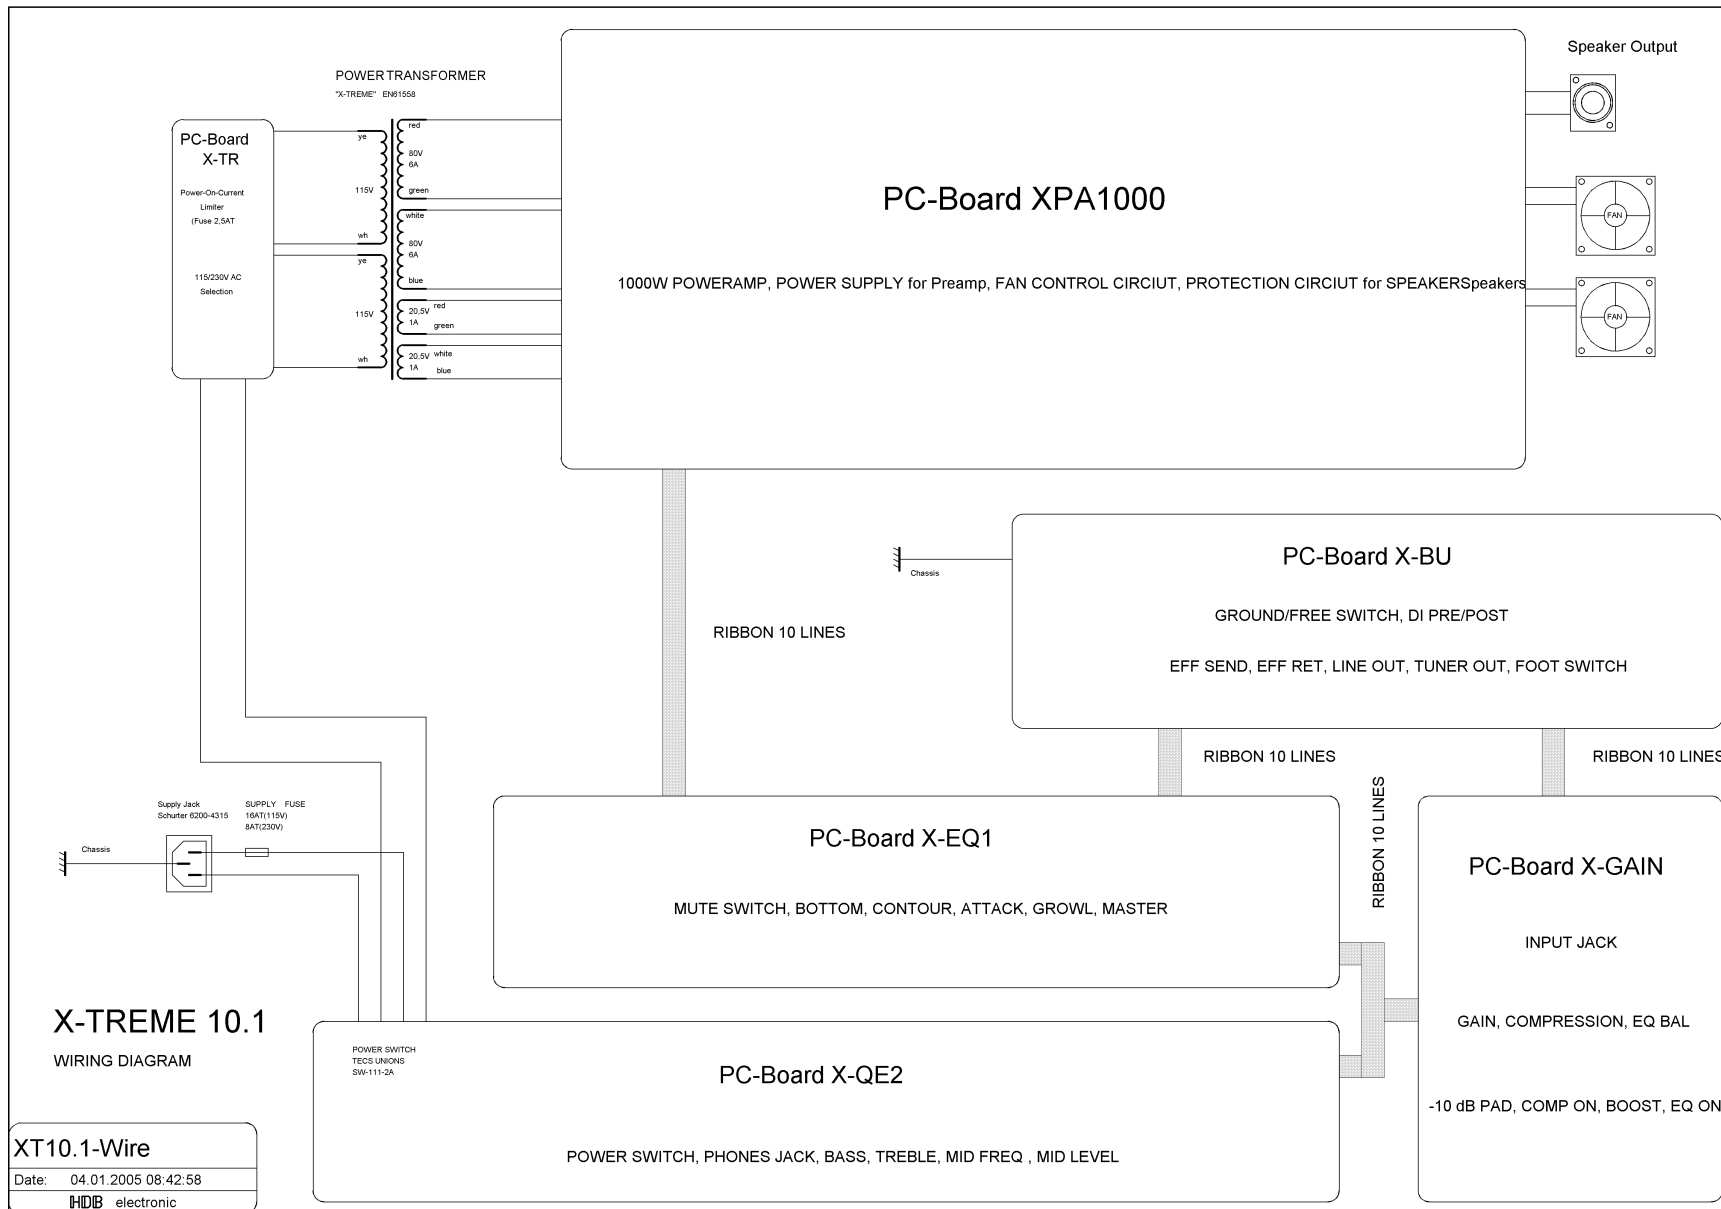 Speaker Output
POWER TRANSFORMER
"X-TREME" EN61558
PC-Board
X-TR
Power-On-Current
Limiter
(Fuse 2,5AT
115/230V AC
Selection
ye
115V
wh
ye
115V
wh
red
80V
6A
green
white
80V
6A
blue
red
20,5V
1A
green
white
20,5V
1A
blue
PC-Board XPA1000
1000W POWERAMP, POWER SUPPLY for Preamp, FAN CONTROL CIRCIUT, PROTECTION CIRCIUT for SPEAKERSpeakers
FAN
FAN
RIBBON 10 LINES
Chassis
PC-Board X-BU
GROUND/FREE SWITCH, DI PRE/POST
EFF SEND, EFF RET, LINE OUT, TUNER OUT, FOOT SWITCH
RIBBON 10 LINES
RIBBON 10 LINES
RIBBON 10 LINES
Supply Jack
Schurter 6200-4315
SUPPLY FUSE
16AT(115V)
8AT(230V)
Chassis
PC-Board X-EQ1
MUTE SWITCH, BOTTOM, CONTOUR, ATTACK, GROWL, MASTER
PC-Board X-GAIN
INPUT JACK
GAIN, COMPRESSION, EQ BAL
-10 dB PAD, COMP ON, BOOST, EQ ON
X-TREME 10.1
WIRING DIAGRAM
POWER SWITCH
TECS UNIONS
SW-111-2A
PC-Board X-QE2
POWER SWITCH, PHONES JACK, BASS, TREBLE, MID FREQ , MID LEVEL
XT10.1-Wire
Date: 04.01.2005 08:42:58
HDB electronic